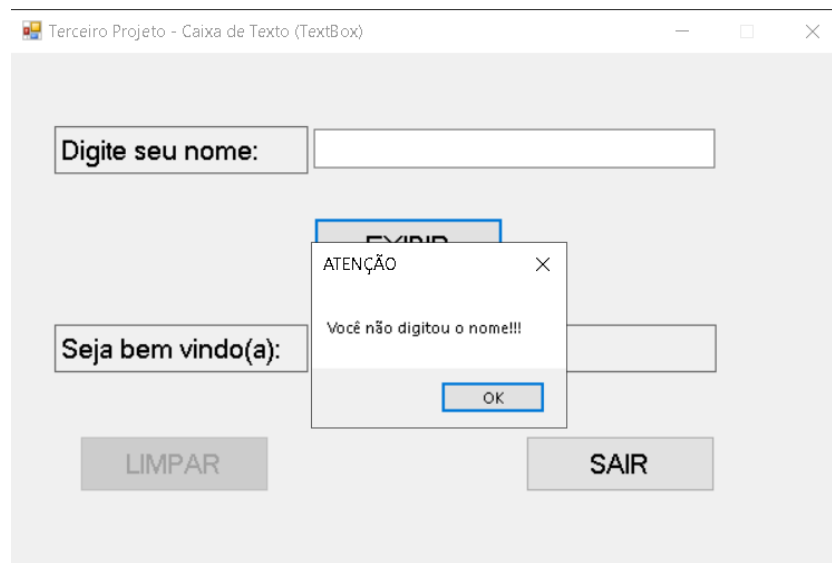 Terceiro Projeto - Caixa de Texto (TextBox)
Digite seu nome:
ATENÇÃO
Você não digitou o nome!!!
Seja bem vindo(a):
OK
LIMPAR
SAIR